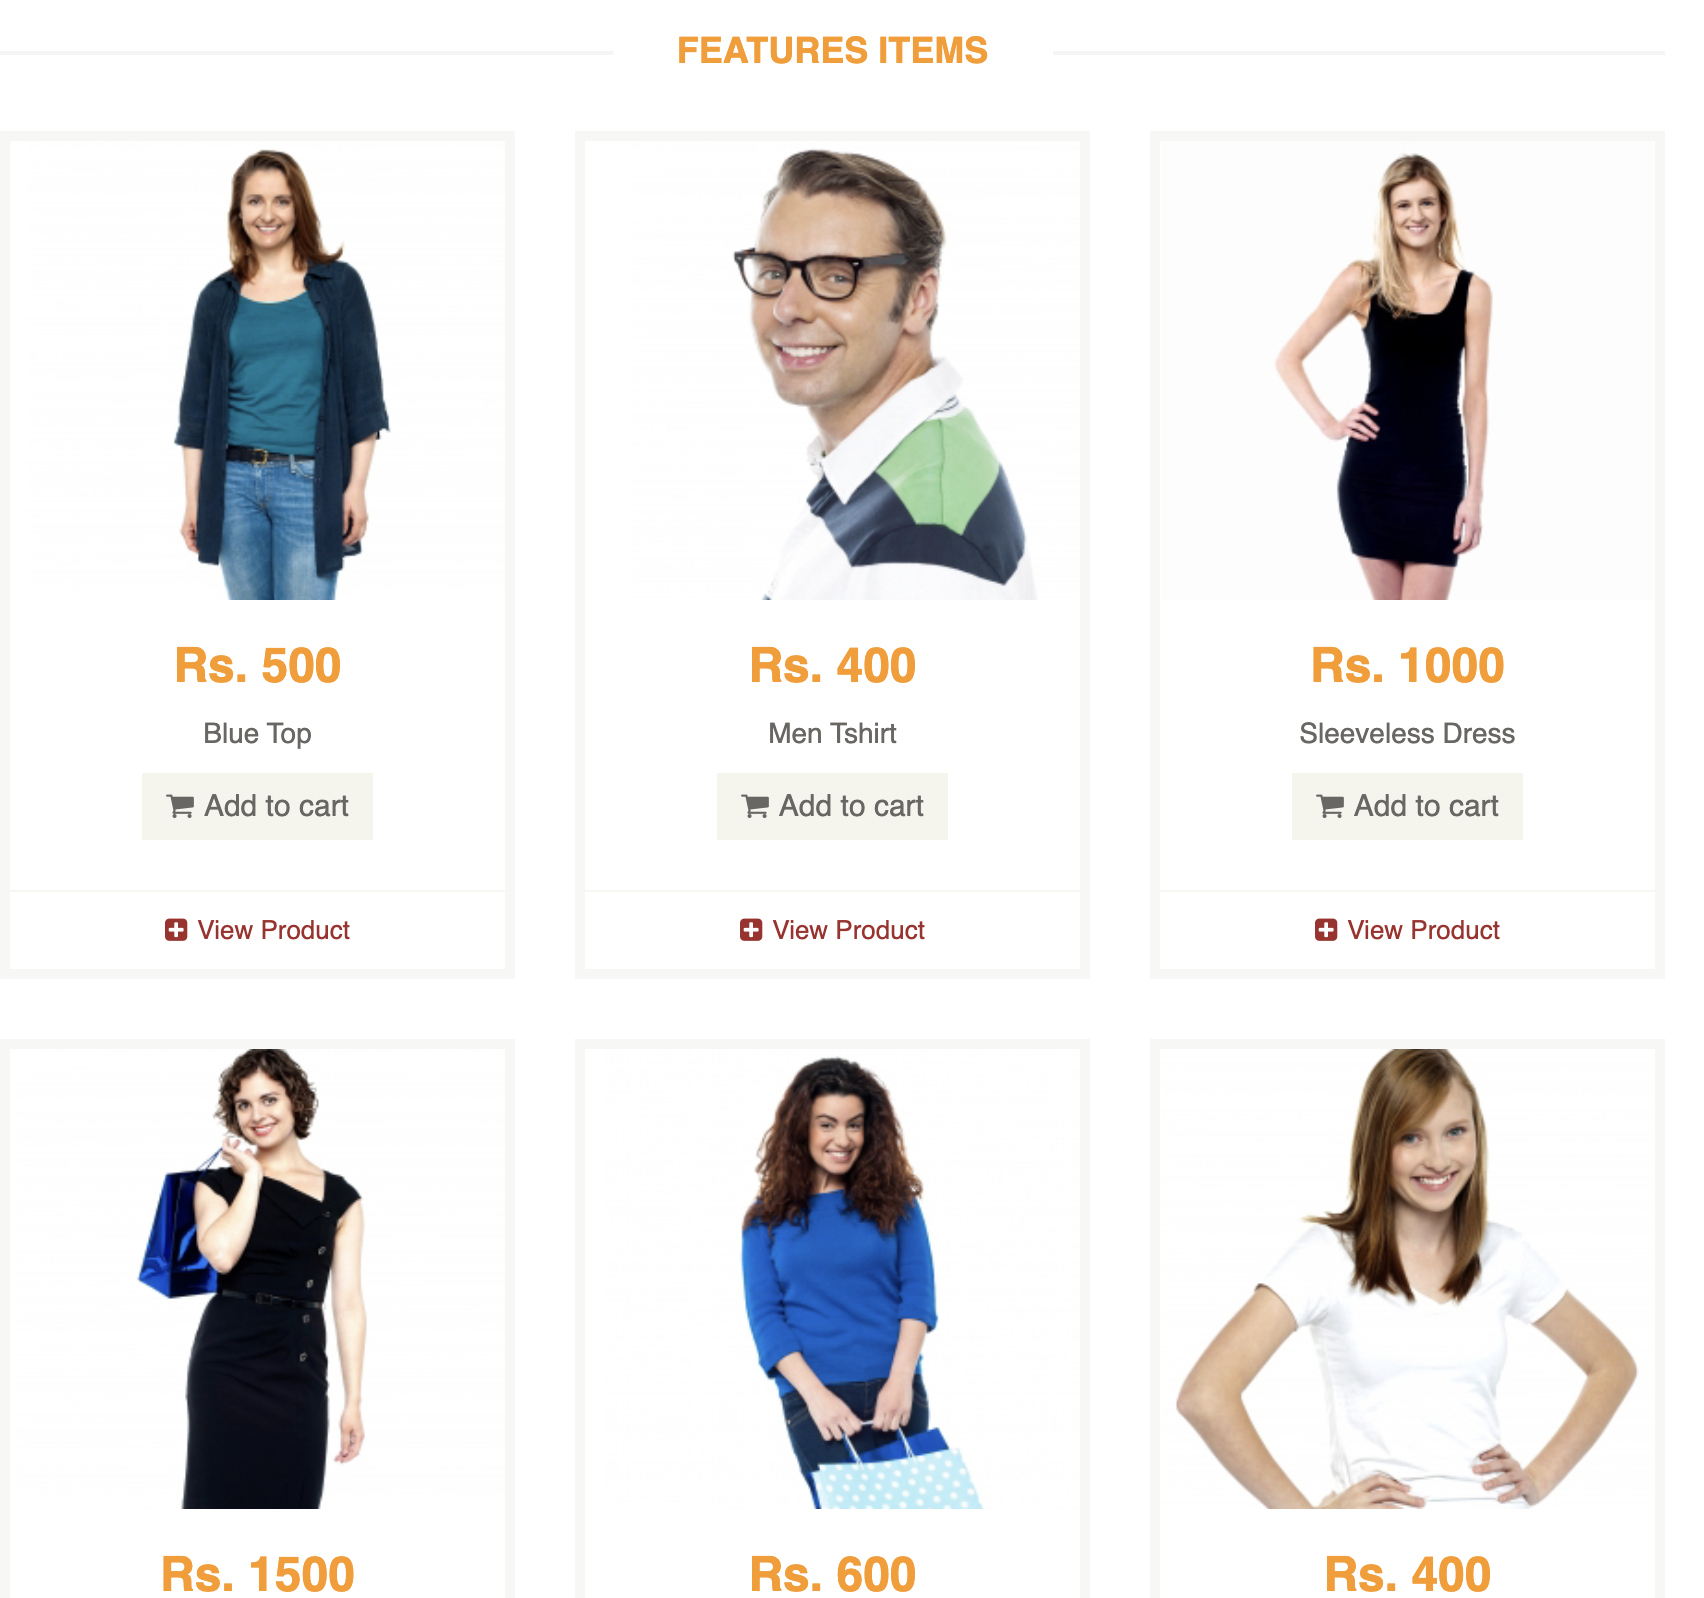 FEATURES ITEMS
Rs. 500
Blue Top
Add to cart
View Product
Rs. 400
Men Tshirt
Add to cart
View Product
Rs. 1000
Sleeveless Dress
Add to cart
View Product
Rs. 1500
Rs. 600
Rs. 400